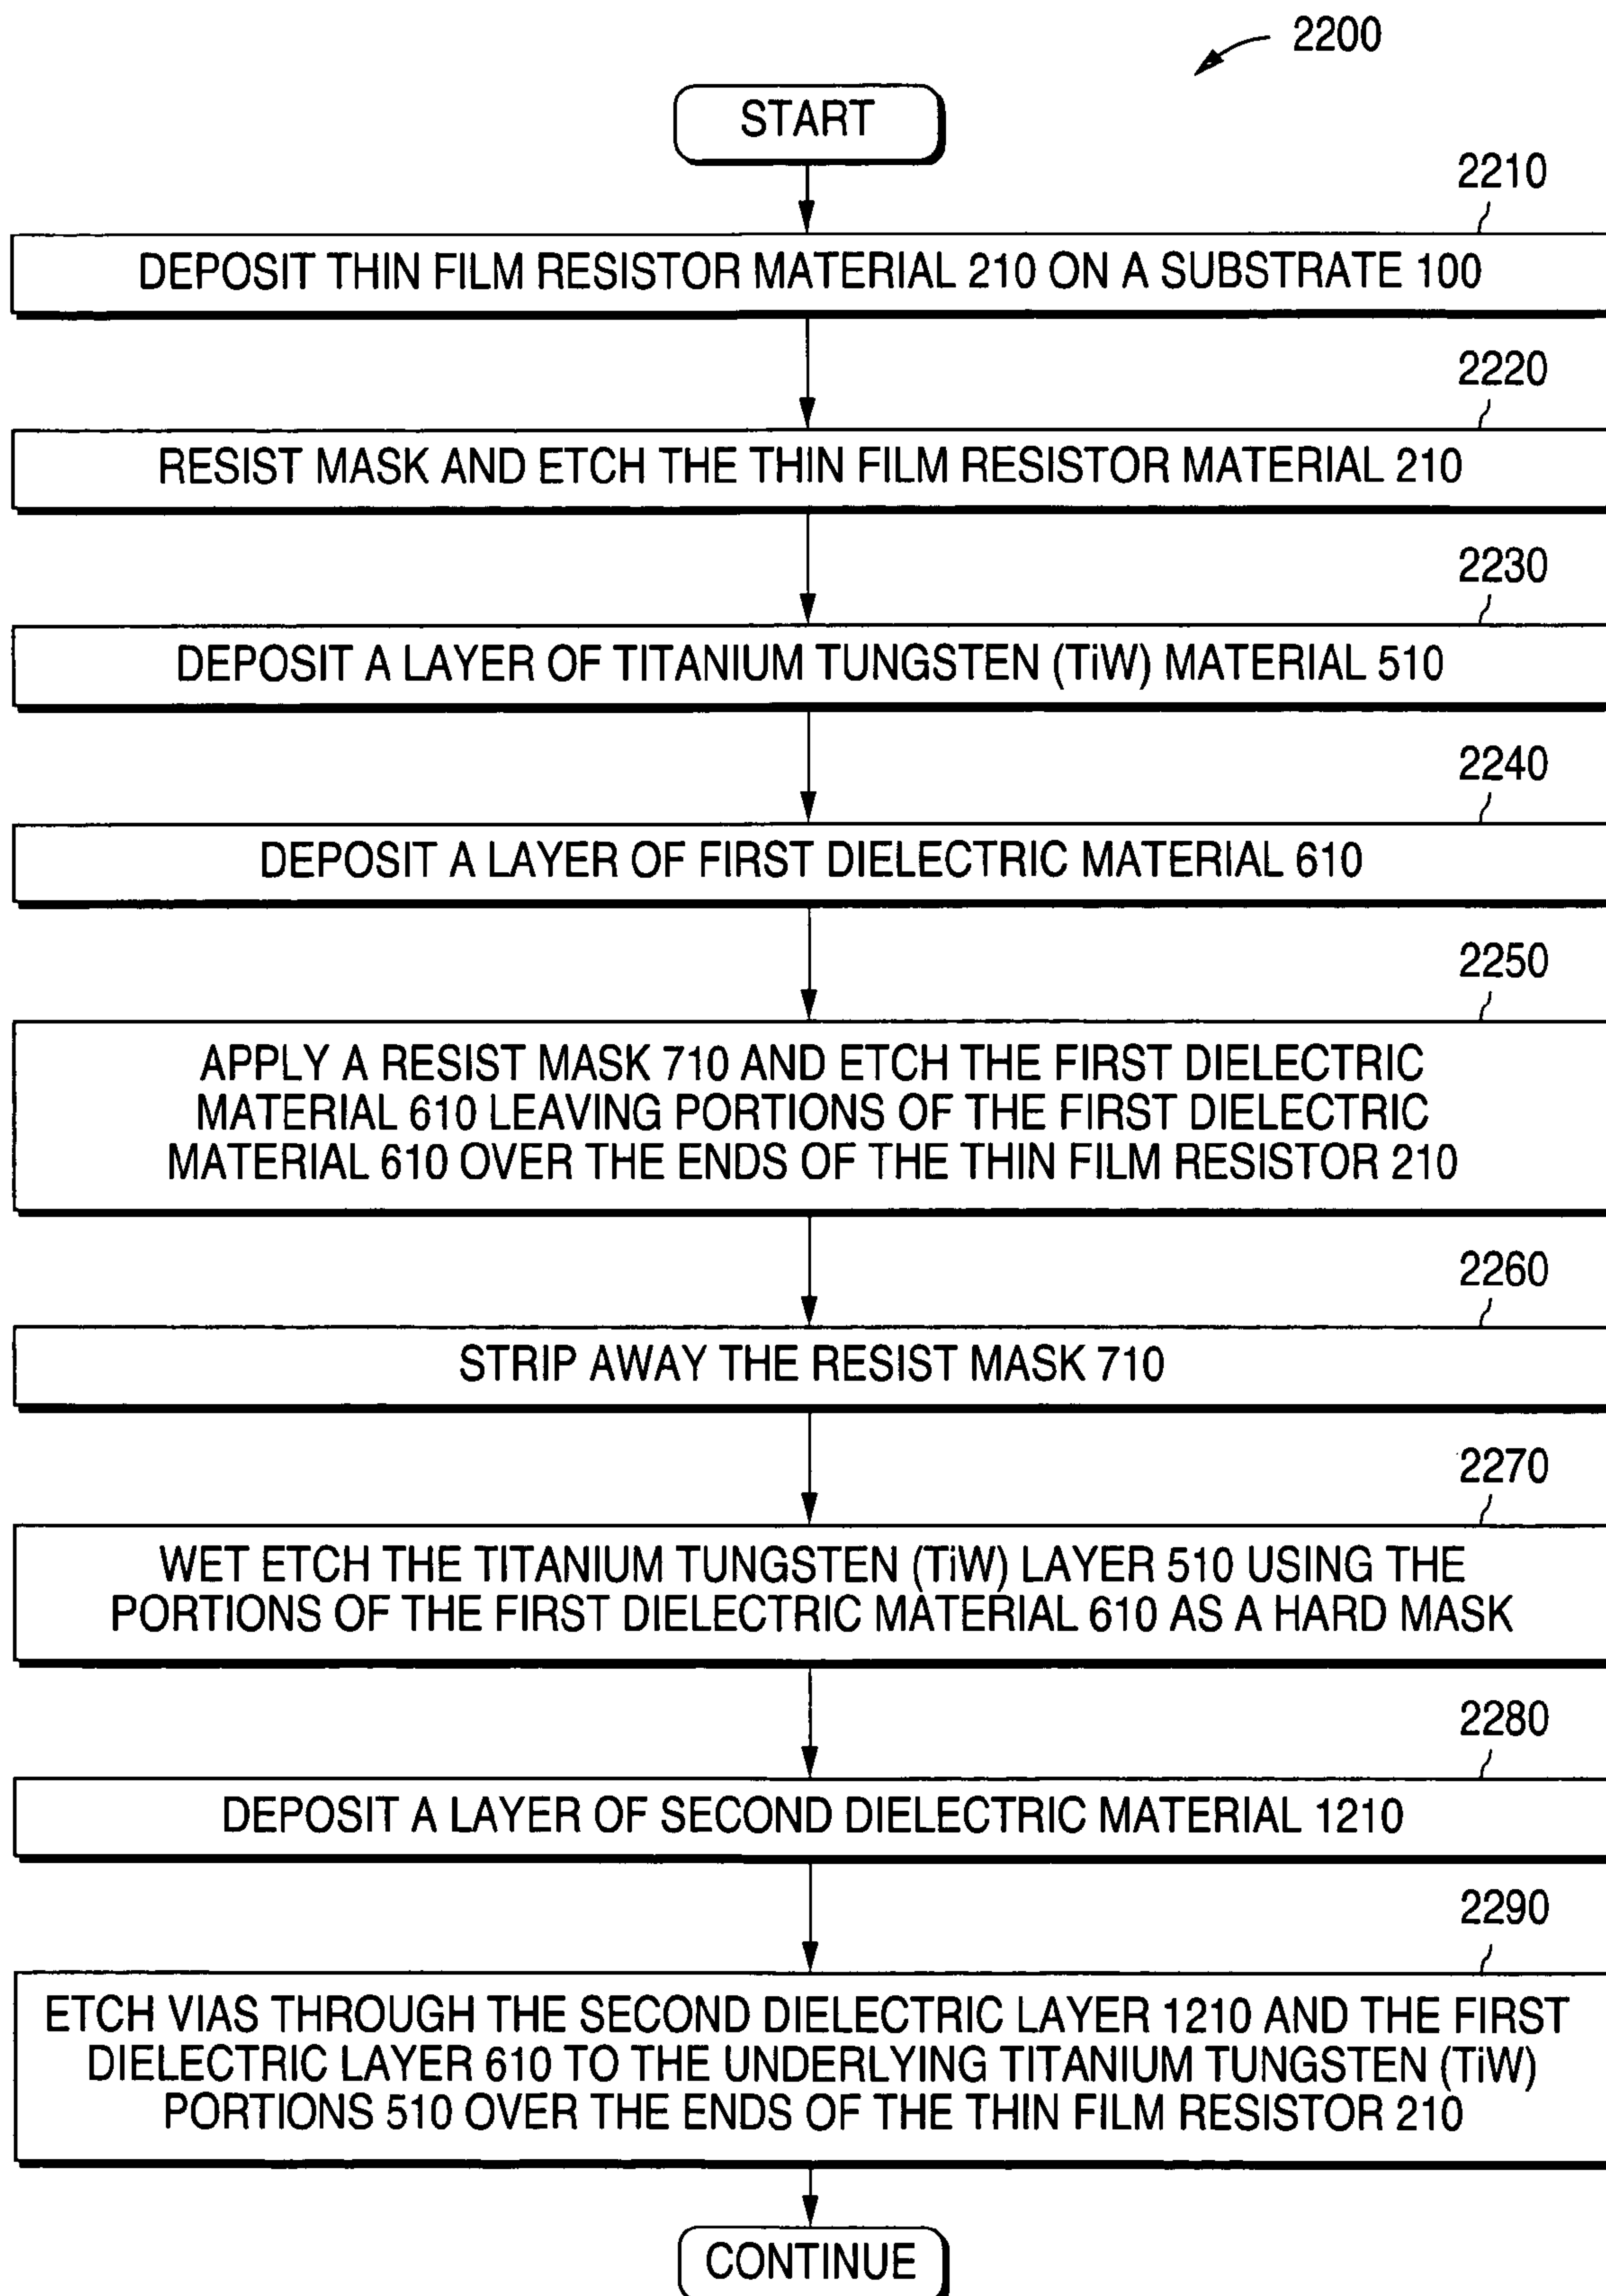 2200
START
2210
DEPOSIT THIN FILM RESISTOR MATERIAL 210 ON A SUBSTRATE 100
2220
RESIST MASK AND ETCH THE THIN FILM RESISTOR MATERIAL 210
2230
DEPOSIT A LAYER OF TITANIUM TUNGSTEN (TiW) MATERIAL 510
2240
DEPOSIT A LAYER OF FIRST DIELECTRIC MATERIAL 610
2250
APPLY A RESIST MASK 710 AND ETCH THE FIRST DIELECTRIC
MATERIAL 610 LEAVING PORTIONS OF THE FIRST DIELECTRIC
MATERIAL 610 OVER THE ENDS OF THE THIN FILM RESISTOR 210
2260
STRIP AWAY THE RESIST MASK 710
2270
WET ETCH THE TITANIUM TUNGSTEN (TiW) LAYER 510 USING THE
PORTIONS OF THE FIRST DIELECTRIC MATERIAL 610 AS A HARD MASK
2280
DEPOSIT A LAYER OF SECOND DIELECTRIC MATERIAL 1210
2290
ETCH VIAS THROUGH THE SECOND DIELECTRIC LAYER 1210 AND THE FIRST
DIELECTRIC LAYER 610 TO THE UNDERLYING TITANIUM TUNGSTEN (TiW)
PORTIONS 510 OVER THE ENDS OF THE THIN FILM RESISTOR 210
CONTINUE